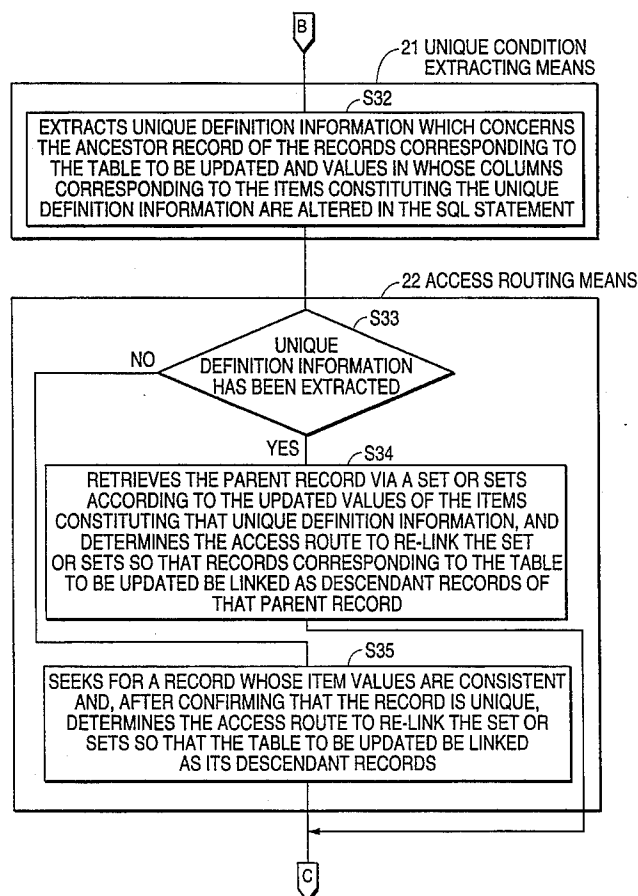 B
21 UNIQUE CONDITION
EXTRACTING MEANS
S32
EXTRACTS UNIQUE DEFINITION INFORMATION WHICH CONCERNS
THE ANCESTOR RECORD OF THE RECORDS CORRESPONDING TO
THE TABLE TO BE UPDATED AND VALUES IN WHOSE COLUMNS
CORRESPONDING TO THE ITEMS CONSTITUTING THE UNIQUE
DEFINITION INFORMATION ARE ALTERED IN THE SQL STATEMENT
22 ACCESS ROUTING MEANS
S33
UNIQUE
DEFINITION INFORMATION
HAS BEEN EXTRACTED
NO
YES
S34
RETRIEVES THE PARENT RECORD VIA A SET OR SETS
ACCORDING TO THE UPDATED VALUES OF THE ITEMS
CONSTITUTING THAT UNIQUE DEFINITION INFORMATION, AND
DETERMINES THE ACCESS ROUTE TO RE-LINK THE SET
OR SETS SO THAT RECORDS CORRESPONDING TO THE TABLE
TO BE UPDATED BE LINKED AS DESCENDANT RECORDS OF
THAT PARENT RECORD
S35
SEEKS FOR A RECORD WHOSE ITEM VALUES ARE CONSISTENT
AND, AFTER CONFIRMING THAT THE RECORD IS UNIQUE,
DETERMINES THE ACCESS ROUTE TO RE-LINK THE SET OR
SETS SO THAT THE TABLE TO BE UPDATED BE LINKED
AS ITS DESCENDANT RECORDS
C